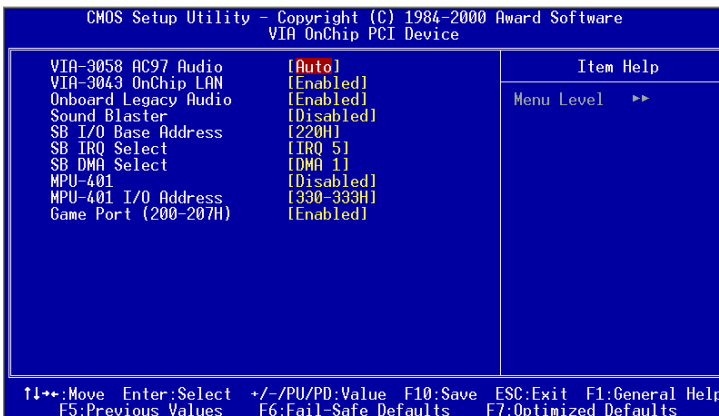 CMOS Setup Utility - Copyright (C) 1984-2000 Award Software
VIA OnChip PCI Device
VIA-3058 AC97 Audio [Auto]
VIA-3043 OnChip LAN [Enabled]
Onboard Legacy Audio [Enabled]
Sound Blaster [Disabled]
SB I/O Base Address [220H]
SB IRQ Select [IRQ 5]
SB DMA Select [DMA 1]
MPU-401 [Disabled]
MPU-401 I/O Address [330-333H]
Game Port (200-207H) [Enabled]
Item Help
Menu Level ►►
↑↓→←:Move Enter:Select +/-/PU/PD:Value F10:Save ESC:Exit F1:General Help
F5:Previous Values F6:Fail-Safe Defaults F7:Optimized Defaults